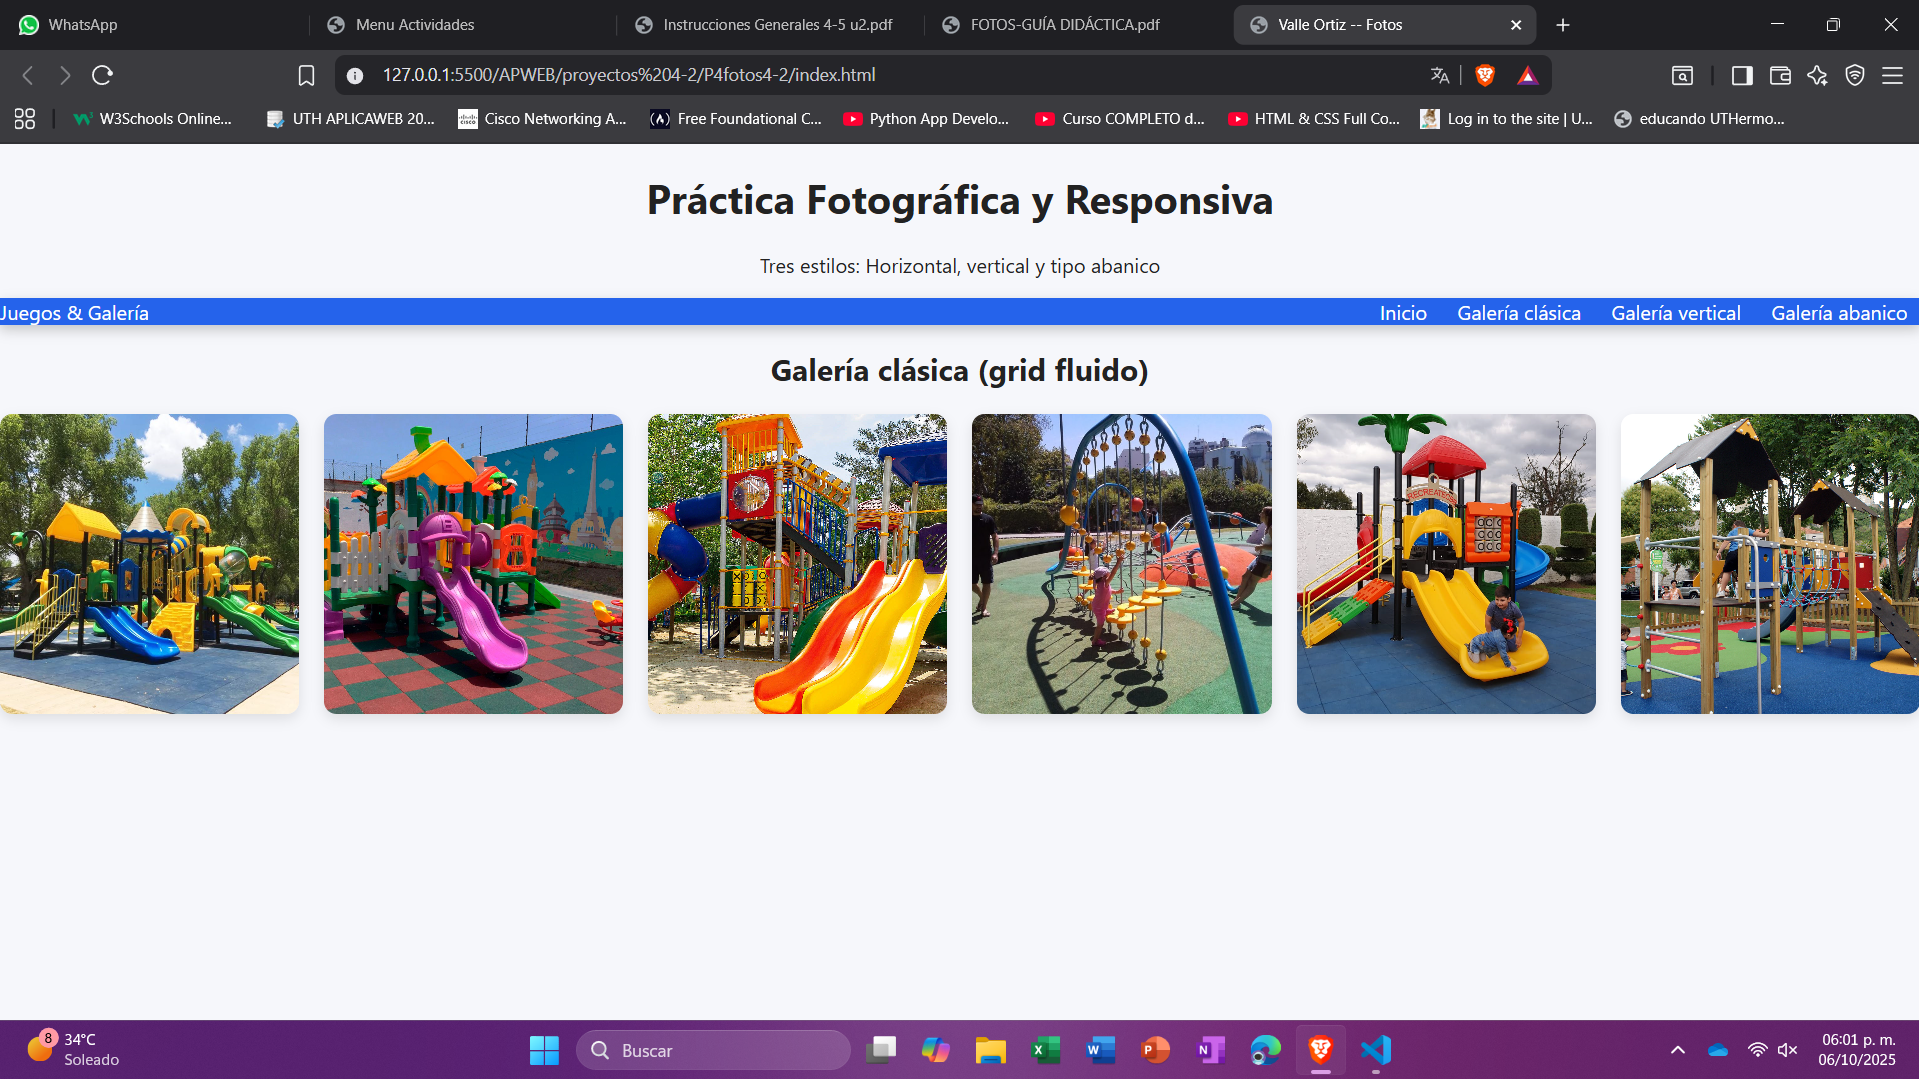 WhatsApp
Menu Actividades
Instrucciones Generales 4-5 u2.pdf
FOTOS-GUÍA DIDÁCTICA.pdf
Valle Ortiz -- Fotos
127.0.0.1:5500/APWEB/proyectos%204-2/P4fotos4-2/index.html
W3Schools Online...
UTH APLICAWEB 20...
Cisco Networking A...
Free Foundational C...
Python App Develo...
Curso COMPLETO d...
HTML & CSS Full Co...
Log in to the site | U...
educando UTHermo...
Práctica Fotográfica y Responsiva
Tres estilos: Horizontal, vertical y tipo abanico
Juegos & Galería
Inicio
Galería clásica
Galería vertical
Galería abanico
Galería clásica (grid fluido)
8
34°C
Soleado
Buscar
06:01 p. m.
06/10/2025